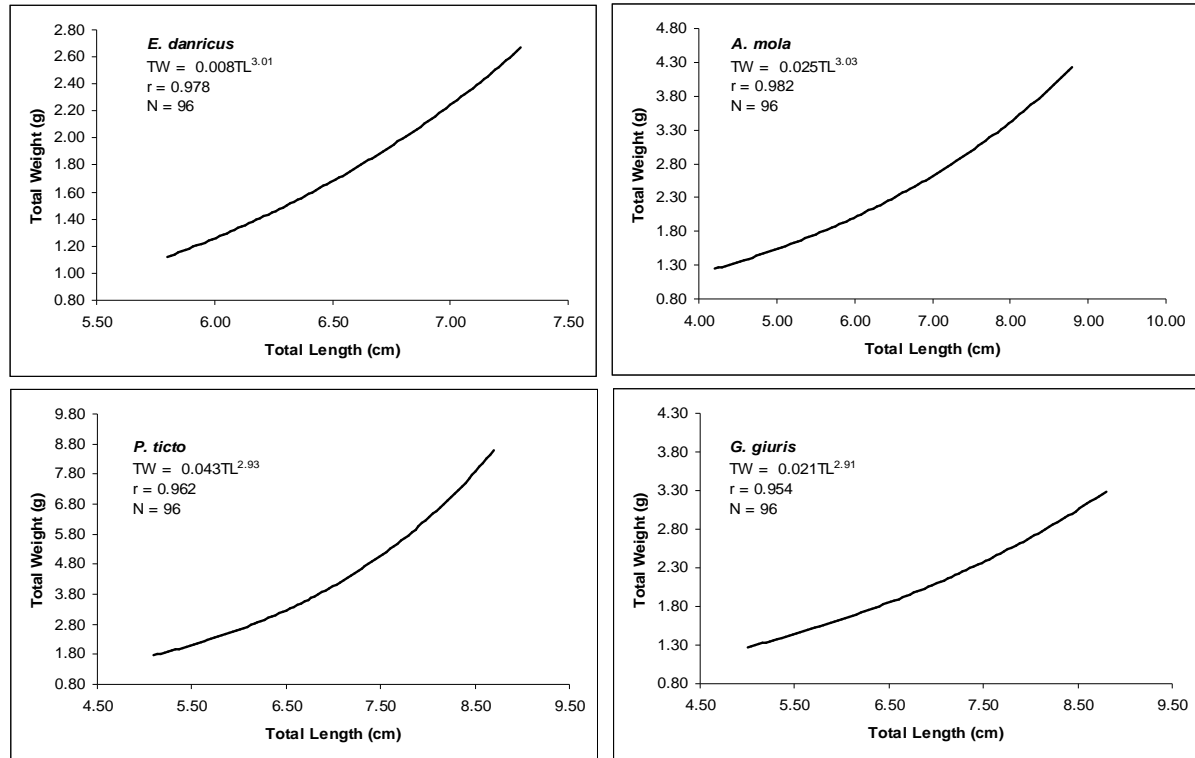 2.80
2.60
2.40
2.20
2.00
1.80
1.60
1.40
1.20
1.00
0.80
E. danricus
TW = 0.008TL^3.01
r = 0.978
N = 96
Total Weight (g)
5.50 6.00 6.50 7.00 7.50
Total Length (cm)
4.80
4.30
3.80
3.30
2.80
2.30
1.80
1.30
0.80
A. mola
TW = 0.025TL^3.03
r = 0.982
N = 96
Total Weight (g)
4.00 5.00 6.00 7.00 8.00 9.00 10.00
Total Length (cm)
9.80
8.80
7.80
6.80
5.80
4.80
3.80
2.80
1.80
0.80
P. ticto
TW = 0.043TL^2.93
r = 0.962
N = 96
Total Weight (g)
4.50 5.50 6.50 7.50 8.50 9.50
Total Length (cm)
4.30
3.80
3.30
2.80
2.30
1.80
1.30
0.80
G. giuris
TW = 0.021TL^2.91
r = 0.954
N = 96
Total Weight (g)
4.50 5.50 6.50 7.50 8.50 9.50
Total Length (cm)